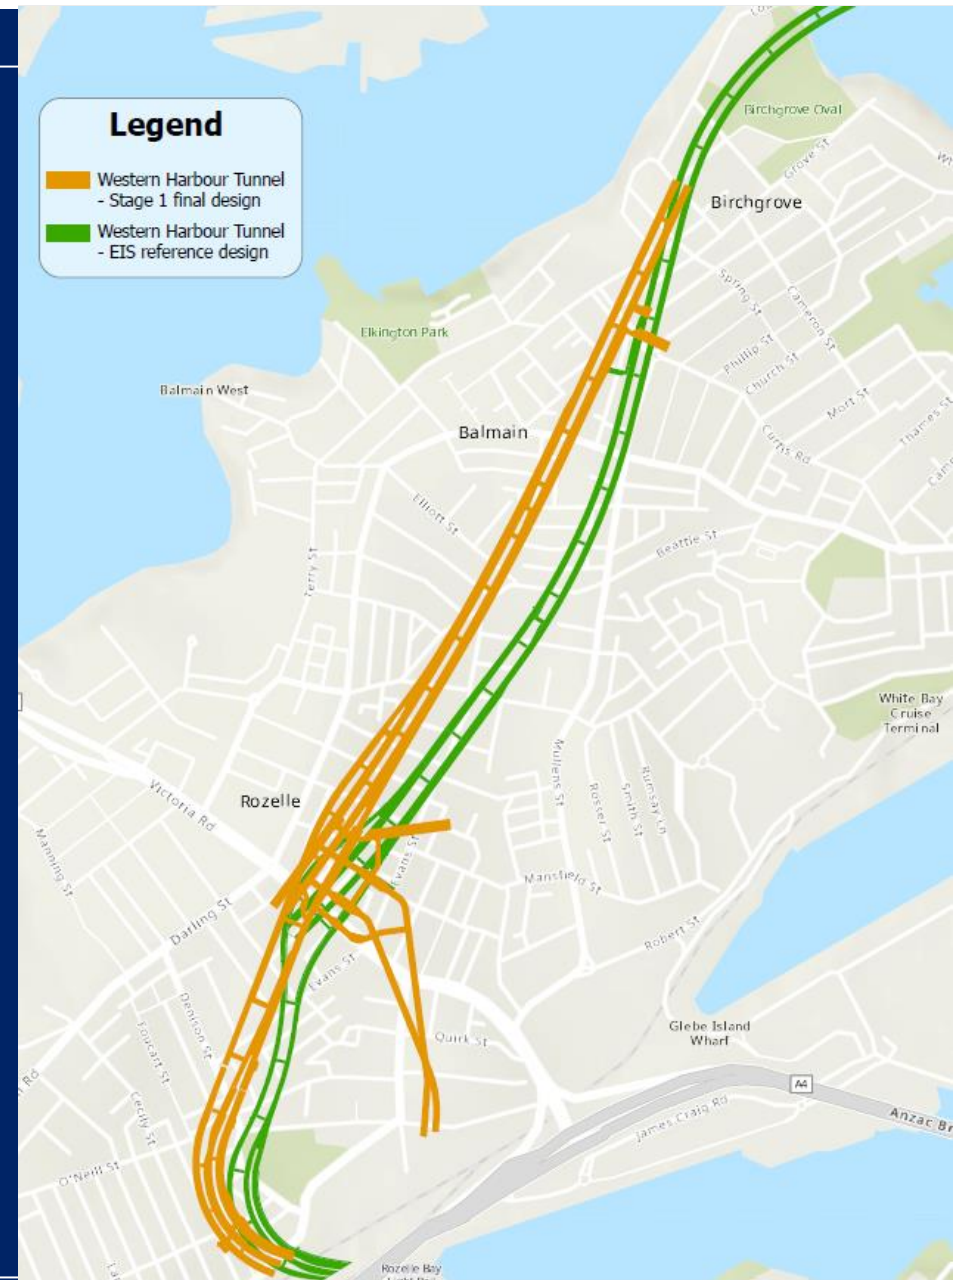 Legend
Western Harbour Tunnel
- Stage 1 final design
Western Harbour Tunnel
- EIS reference design
Birchgrove Oval
Grove St
Birchgrove
Spring St
Cameron St
Elkington Park
Phillip St
Church St
Balmain West
Mort St
Thames St
Balmain
Curtis Rd
Elliott St
Beattie St
Terry St
White Bay
Cruise
Terminal
Mullens St
Rosser St
Smith St
Rumsay Ln
Victoria Rd
Rozelle
Manning St
Evans St
Mansfield St
Darling St
Robert St
Evans St
Denison St
Foucart St
Quirk St
Glebe Island
Wharf
Rd
A4
Cecily St
James Craig Rd
Anzac Br
O'Neill St
Rozelle Bay